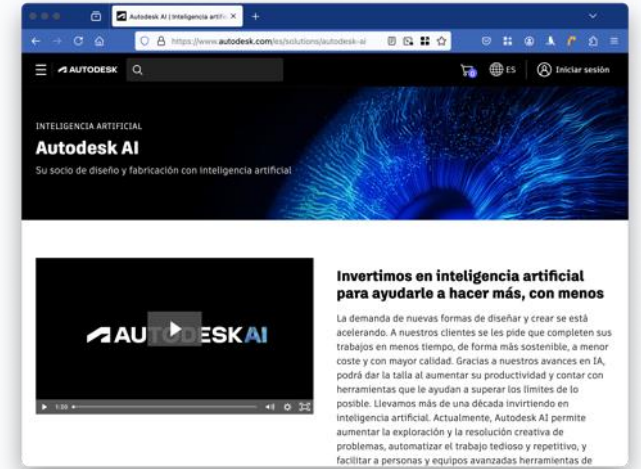 Autodesk AI | Inteligencia artific
https://www.autodesk.com/es/solutions/autodesk-ai
AUTODESK
0
ES
Iniciar sesión
INTELIGENCIA ARTIFICIAL
Autodesk AI
Su socio de diseño y fabricación con inteligencia artificial
AUTODESK AI
1:39
Invertimos en inteligencia artificial
para ayudarle a hacer más, con menos
La demanda de nuevas formas de diseñar y crear se está
acelerando. A nuestros clientes se les pide que completen sus
trabajos en menos tiempo, de forma más sostenible, a menor
coste y con mayor calidad. Gracias a nuestros avances en IA,
podrá dar la talla al aumentar su productividad y contar con
herramientas que le ayudan a superar los límites de lo
posible. Llevamos más de una década invirtiendo en
inteligencia artificial. Actualmente, Autodesk AI permite
aumentar la exploración y la resolución creativa de
problemas, automatizar el trabajo tedioso y repetitivo, y
facilitar a personas y equipos avanzadas herramientas de